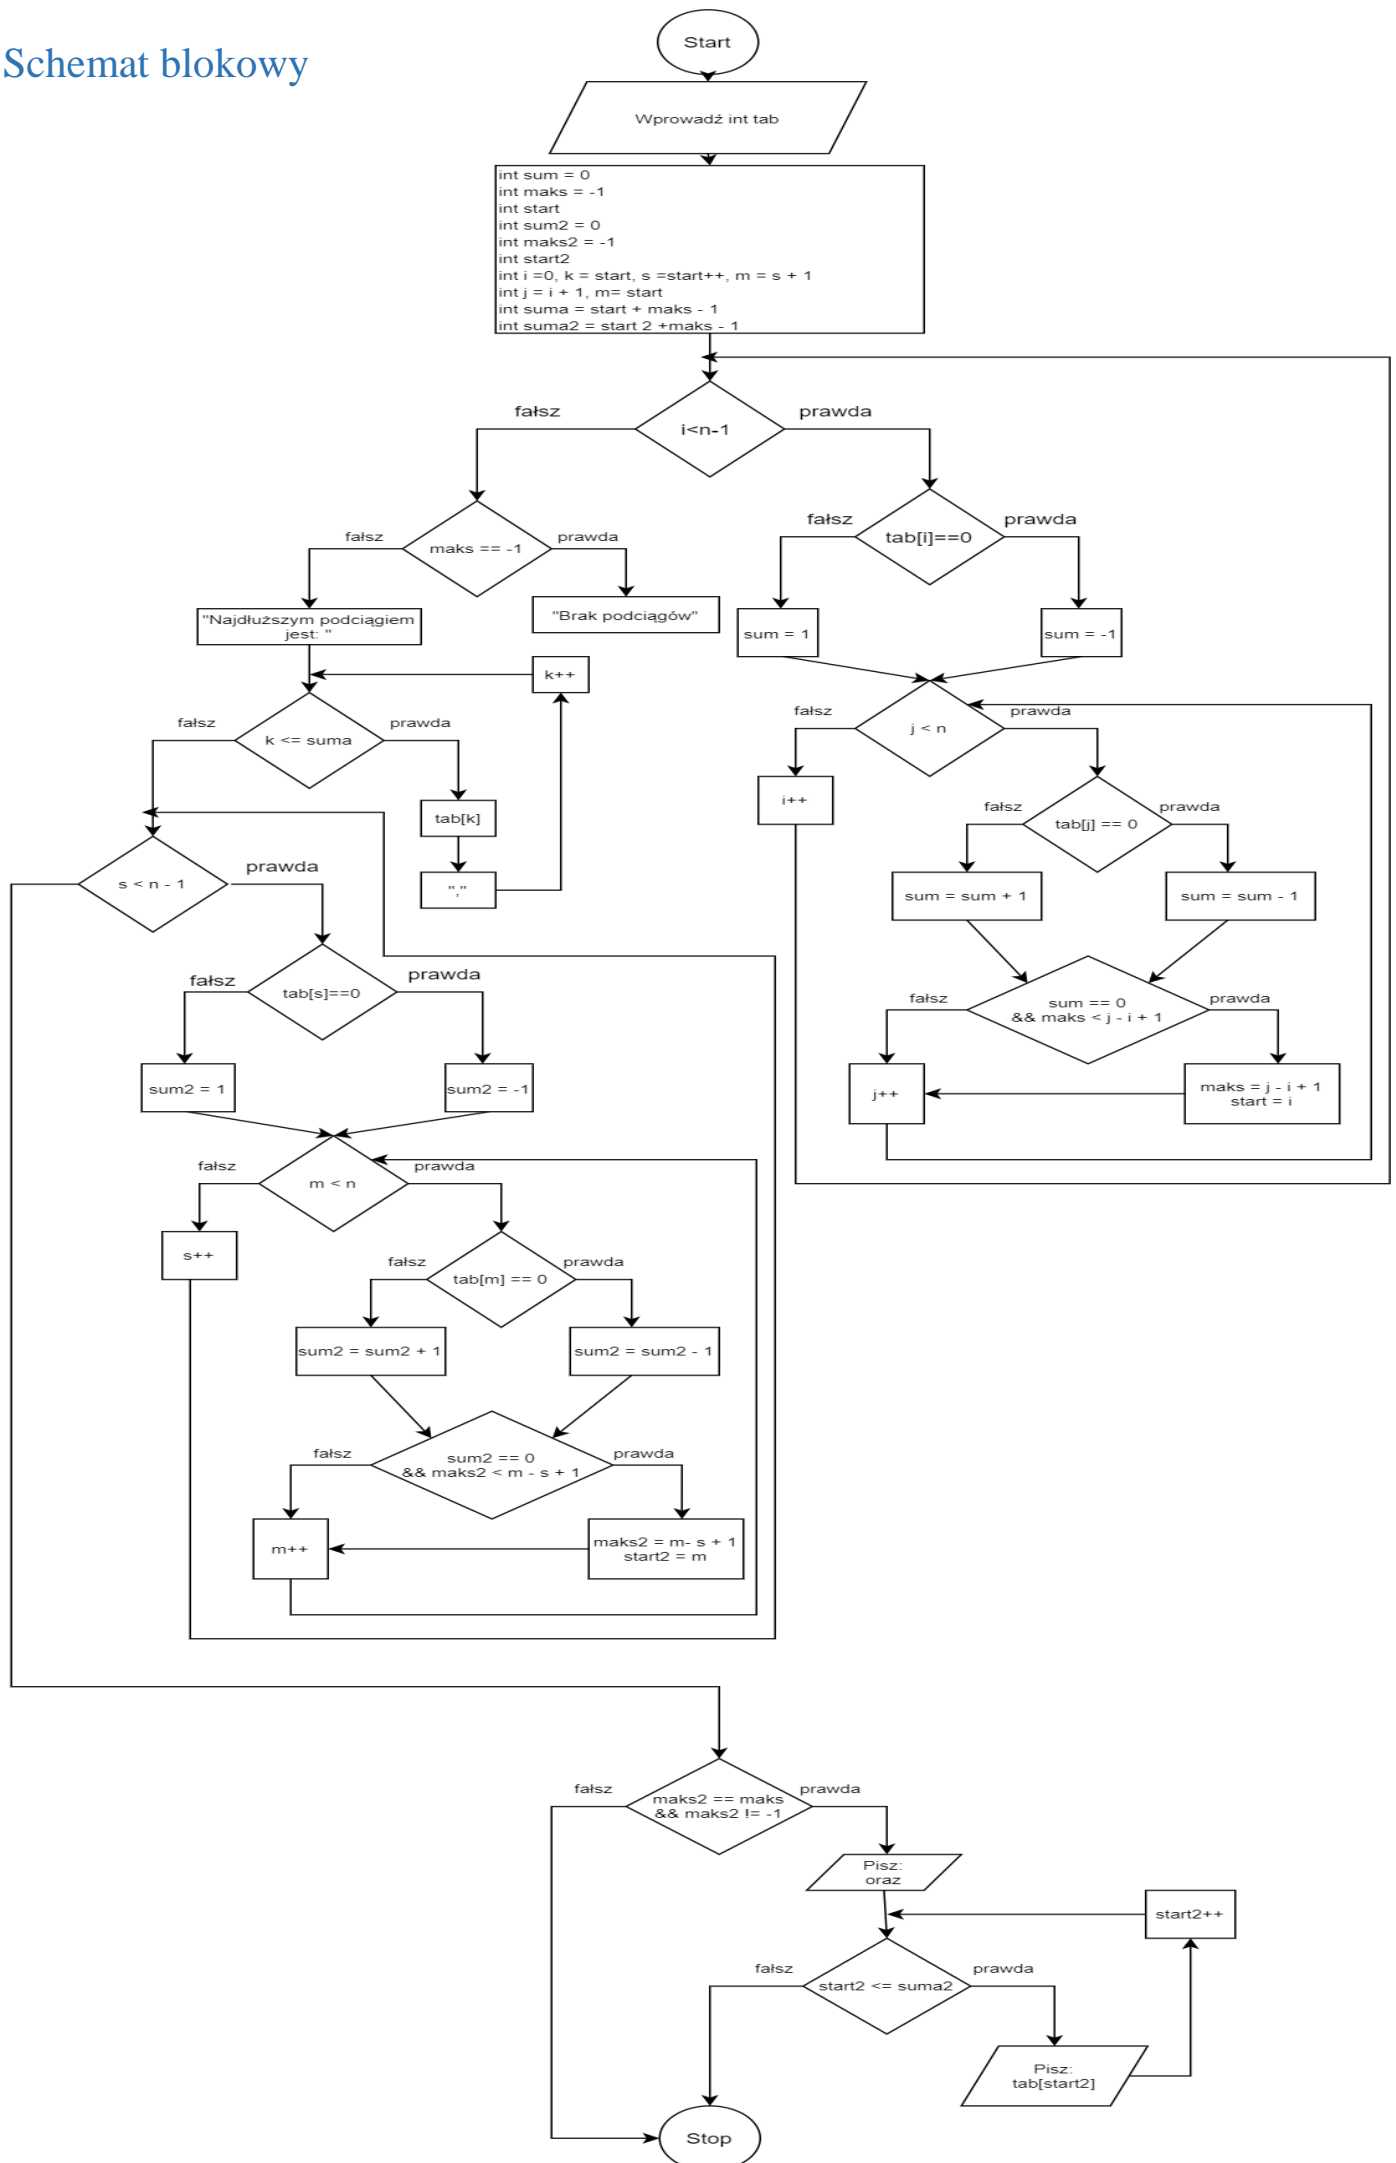 Schemat blokowy
Start
Wprowadź int tab
int sum = 0
int maks = -1
int start
int sum2 = 0
int maks2 = -1
int start2
int i =0, k = start, s =start++, m = s + 1
int j = i + 1, m= start
int suma = start + maks - 1
int suma2 = start 2 +maks - 1
fałsz
prawda
i<n-1
fałsz
prawda
maks == -1
fałsz
prawda
tab[i]==0
"Najdłuższym podciągiem
jest: "
"Brak podciągów"
sum = 1
sum = -1
k++
fałsz
prawda
k <= suma
fałsz
prawda
j < n
tab[k]
","
i++
fałsz
prawda
tab[j] == 0
s < n - 1
prawda
sum = sum + 1
sum = sum - 1
fałsz
prawda
tab[s]==0
fałsz
prawda
sum == 0
&& maks < j - i + 1
sum2 = 1
sum2 = -1
j++
maks = j - i + 1
start = i
fałsz
prawda
m < n
s++
fałsz
prawda
tab[m] == 0
sum2 = sum2 + 1
sum2 = sum2 - 1
fałsz
prawda
sum2 == 0
&& maks2 < m - s + 1
m++
maks2 = m- s + 1
start2 = m
fałsz
prawda
maks2 == maks
&& maks2 != -1
Pisz:
oraz
start2++
fałsz
prawda
start2 <= suma2
Pisz:
tab[start2]
Stop